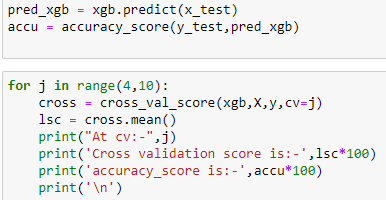 pred_xgb = xgb.predict(x_test)
accu = accuracy_score(y_test,pred_xgb)
for j in range(4,10):
    cross = cross_val_score(xgb,X,y,cv=j)
    lsc = cross.mean()
    print("At cv:-",j)
    print('Cross validation score is:-',lsc*100)
    print('accuracy_score is:-',accu*100)
    print('\n')